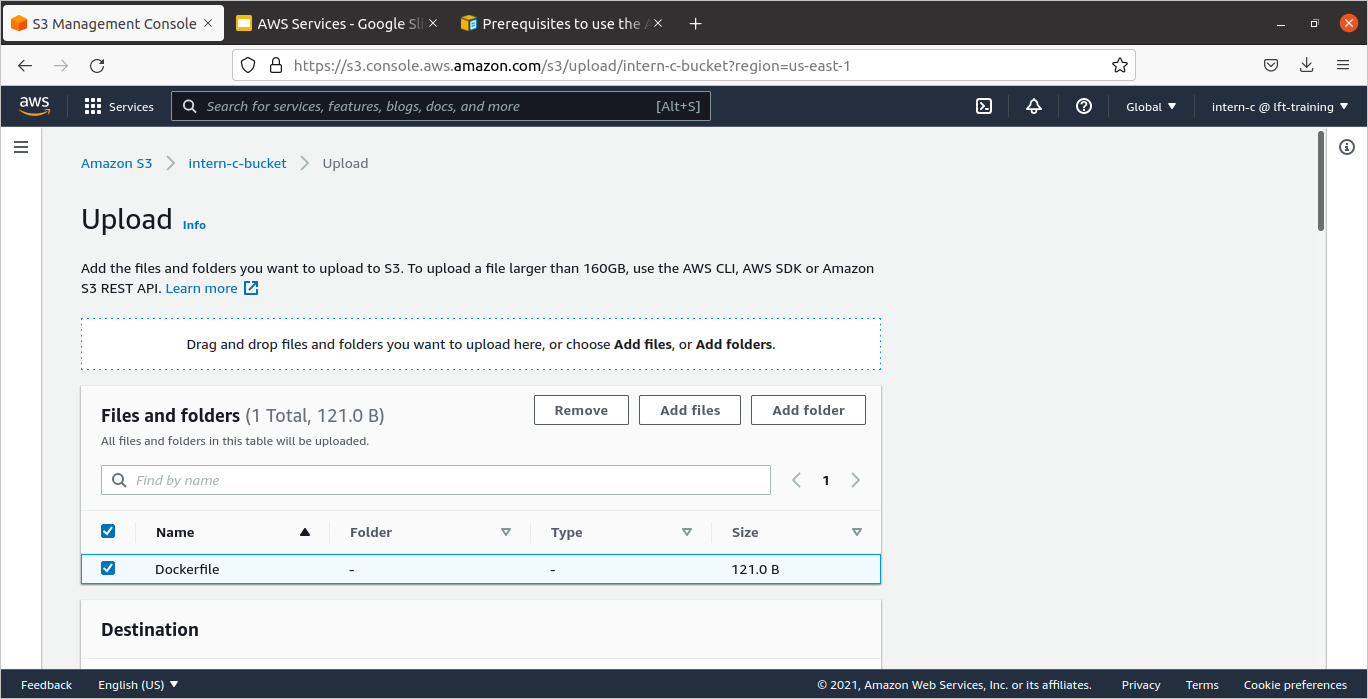 S3 Management Console
AWS Services - Google Sli
Prerequisites to use the A
https://s3.console.aws.amazon.com/s3/upload/intern-c-bucket?region=us-east-1
aws
Services
Search for services, features, blogs, docs, and more
[Alt+S]
Global
intern-c @ lft-training
Amazon S3
intern-c-bucket
Upload
Upload Info
Add the files and folders you want to upload to S3. To upload a file larger than 160GB, use the AWS CLI, AWS SDK or Amazon
S3 REST API. Learn more
Drag and drop files and folders you want to upload here, or choose Add files, or Add folders.
Files and folders (1 Total, 121.0 B)
Remove
Add files
Add folder
All files and folders in this table will be uploaded.
Find by name
1
Name Folder Type Size
Dockerfile - - 121.0 B
Destination
Feedback English (US) © 2021, Amazon Web Services, Inc. or its affiliates. Privacy Terms Cookie preferences